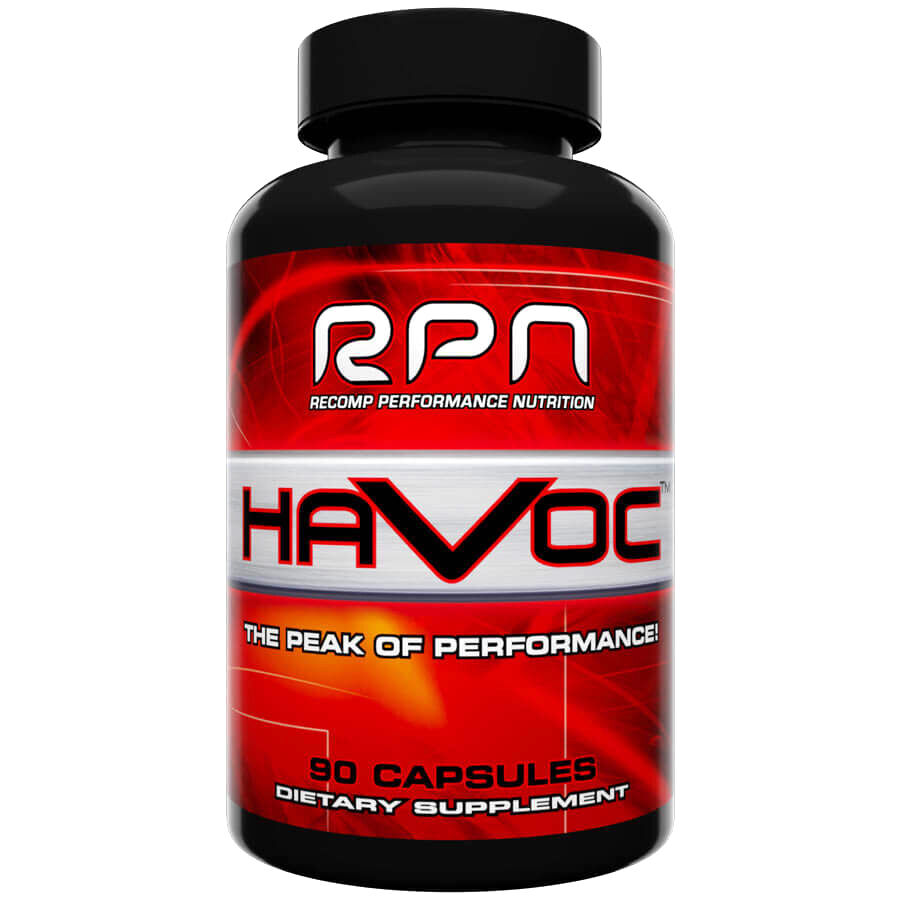 RPN
RECOMP PERFORMANCE NUTRITION
HAVOC™
THE PEAK OF PERFORMANCE!
90 CAPSULES
DIETARY SUPPLEMENT